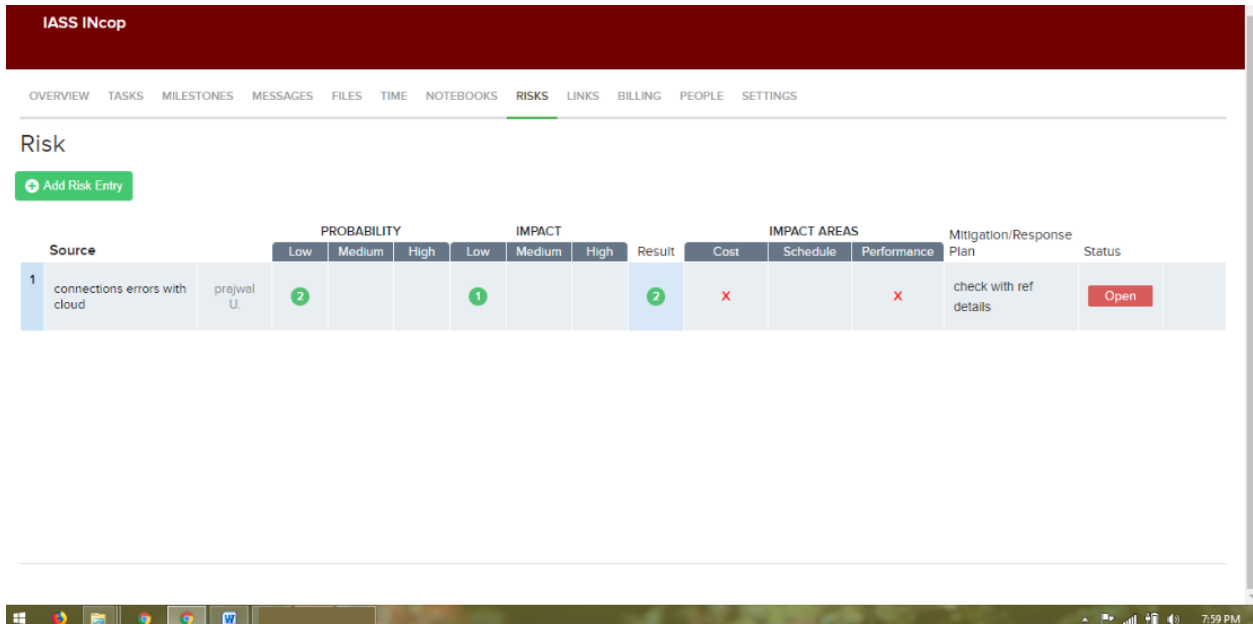 IASS INcop
OVERVIEW TASKS MILESTONES MESSAGES FILES TIME NOTEBOOKS RISKS LINKS BILLING PEOPLE SETTINGS
Risk
Add Risk Entry
PROBABILITY IMPACT IMPACT AREAS Mitigation/Response
Source Low Medium High Low Medium High Result Cost Schedule Performance Plan Status
1 connections errors with prajwal 2 1 2 X X check with ref Open
cloud U. details
7:59 PM